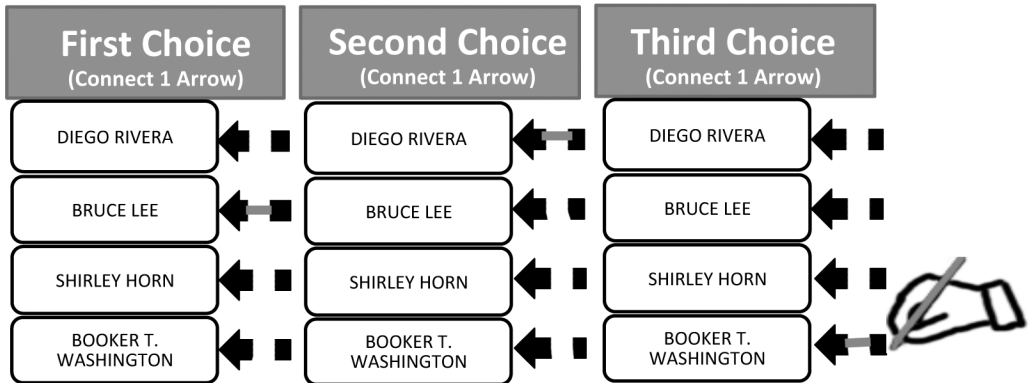 First Choice
(Connect 1 Arrow)
DIEGO RIVERA
BRUCE LEE
SHIRLEY HORN
BOOKER T.
WASHINGTON
Second Choice
(Connect 1 Arrow)
DIEGO RIVERA
BRUCE LEE
SHIRLEY HORN
BOOKER T.
WASHINGTON
Third Choice
(Connect 1 Arrow)
DIEGO RIVERA
BRUCE LEE
SHIRLEY HORN
BOOKER T.
WASHINGTON